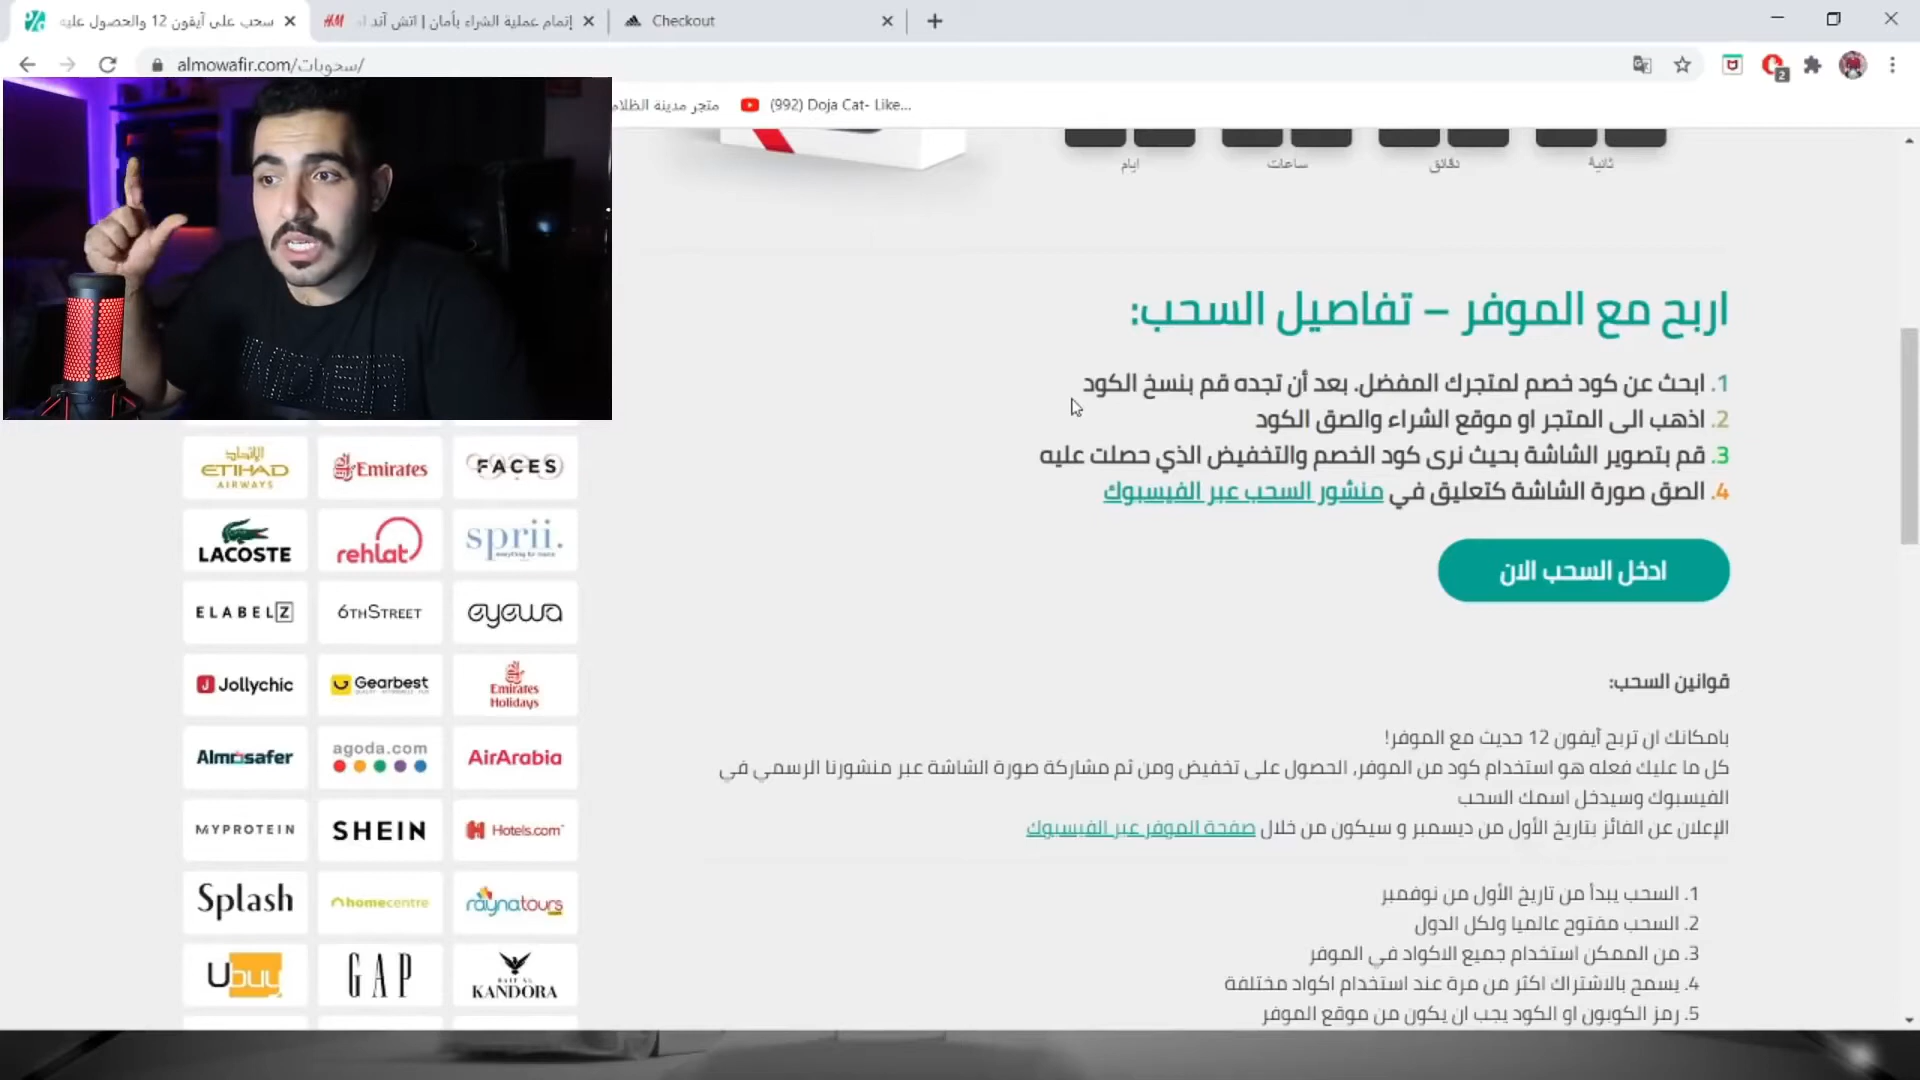 سحب على آيفون 12 والحصول عليه
إتمام عملية الشراء بأمان | اتش آند ا
Checkout
almowafir.com/سحوبات/
2
متجر مدينة الظلام
(992) Doja Cat- Like...
ايام
ساعات
دقائق
ثانية
اربح مع الموفر – تفاصيل السحب:
1. ابحث عن كود خصم لمتجرك المفضل. بعد أن تجده قم بنسخ الكود
2. اذهب الى المتجر او موقع الشراء والصق الكود
3. قم بتصوير الشاشة بحيث نرى كود الخصم والتخفيض الذي حصلت عليه
4. الصق صورة الشاشة كتعليق في منشور السحب عبر الفيسبوك
ادخل السحب الان
قوانين السحب:
بامكانك ان تربح آيفون 12 حديث مع الموفر!
كل ما عليك فعله هو استخدام كود من الموفر, الحصول على تخفيض ومن ثم مشاركة صورة الشاشة عبر منشورنا الرسمي في
الفيسبوك وسيدخل اسمك السحب
الإعلان عن الفائز بتاريخ الأول من ديسمبر و سيكون من خلال صفحة الموفر عبر الفيسبوك
1. السحب يبدأ من تاريخ الأول من نوفمبر
2. السحب مفتوح عالميا ولكل الدول
3. من الممكن استخدام جميع الاكواد في الموفر
4. يسمح بالاشتراك اكثر من مرة عند استخدام اكواد مختلفة
5. رمز الكوبون او الكود يجب ان يكون من موقع الموفر
الإتحاد
ETIHAD
AIRWAYS
Emirates
FACES
LACOSTE
rehlat
sprii.
ELABELZ
6THSTREET
eyewa
Jollychic
Gearbest
Emirates
Holidays
Almosafer
agoda.com
AirArabia
MYPROTEIN
SHEIN
Hotels.com
Splash
homecentre
raynatours
Ubuy
GAP
KANDORA